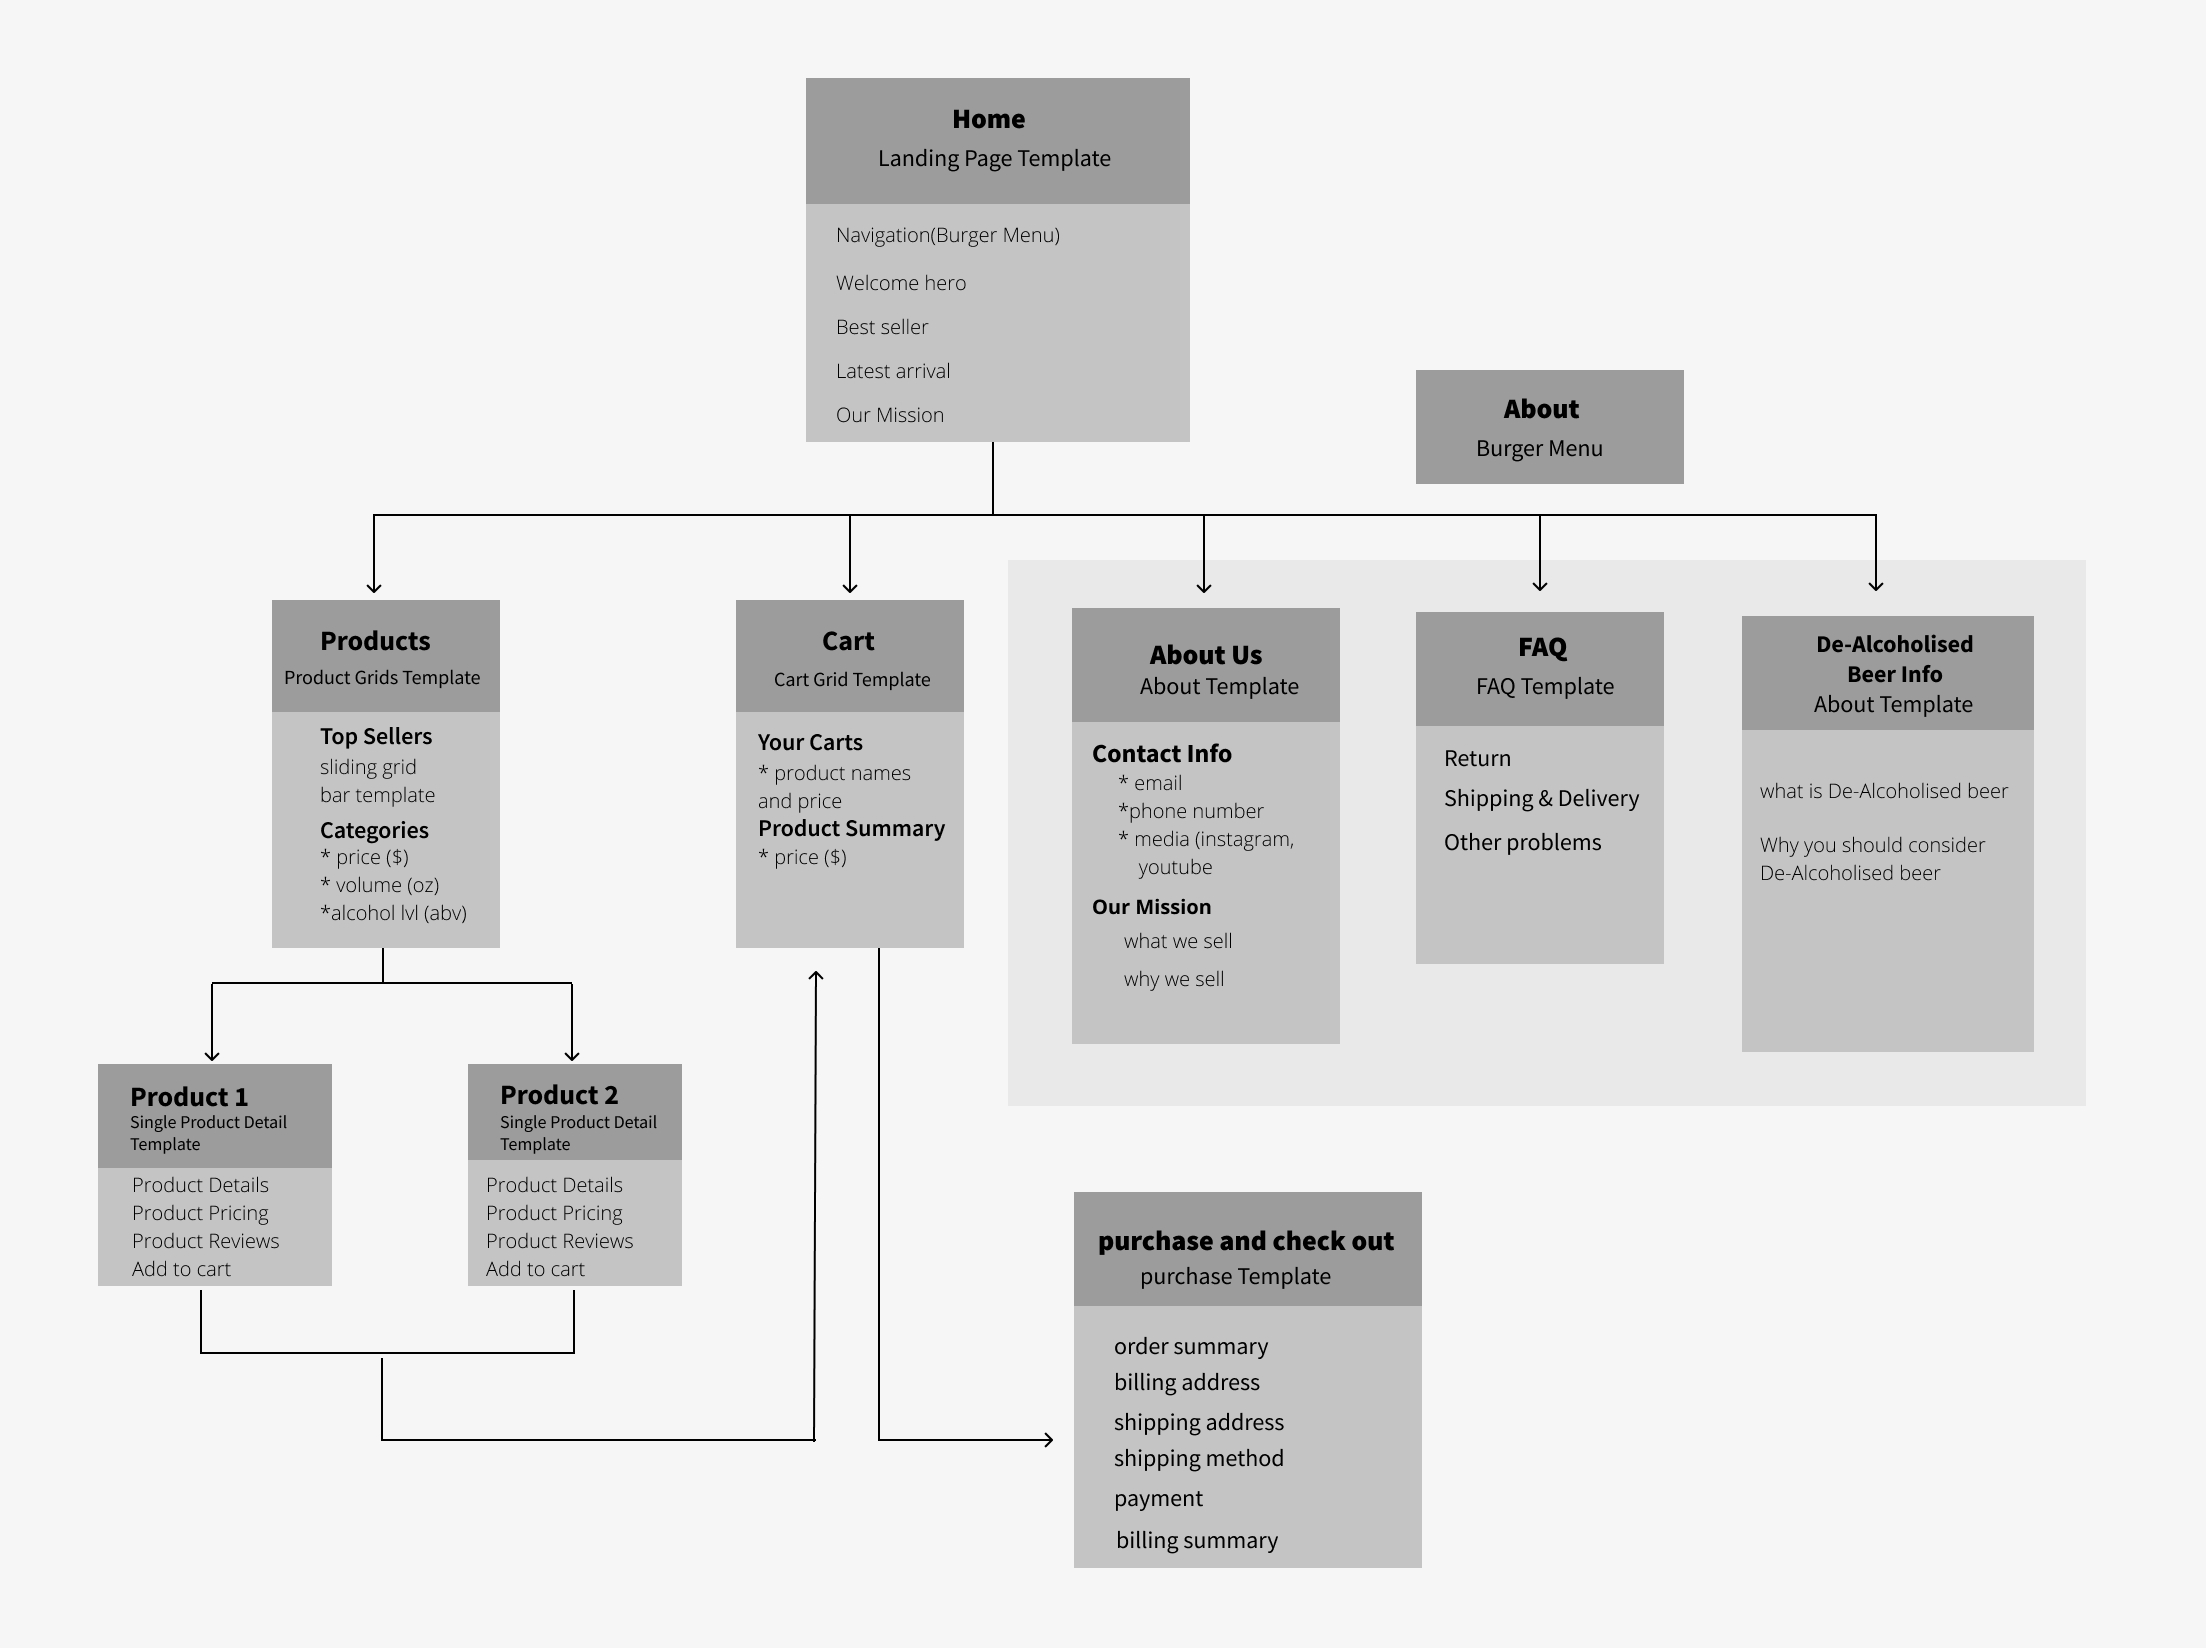 Home
Landing Page Template
Navigation(Burger Menu)
Welcome hero
Best seller
Latest arrival
Our Mission
About
Burger Menu
Products
Product Grids Template
Top Sellers
sliding grid
bar template
Categories
* price ($)
* volume (oz)
*alcohol lvl (abv)
Cart
Cart Grid Template
Your Carts
* product names
and price
Product Summary
* price ($)
About Us
About Template
Contact Info
* email
*phone number
* media (instagram,
youtube
Our Mission
what we sell
why we sell
FAQ
FAQ Template
Return
Shipping & Delivery
Other problems
De-Alcoholised
Beer Info
About Template
what is De-Alcoholised beer
Why you should consider
De-Alcoholised beer
Product 1
Single Product Detail
Template
Product Details
Product Pricing
Product Reviews
Add to cart
Product 2
Single Product Detail
Template
Product Details
Product Pricing
Product Reviews
Add to cart
purchase and check out
purchase Template
order summary
billing address
shipping address
shipping method
payment
billing summary